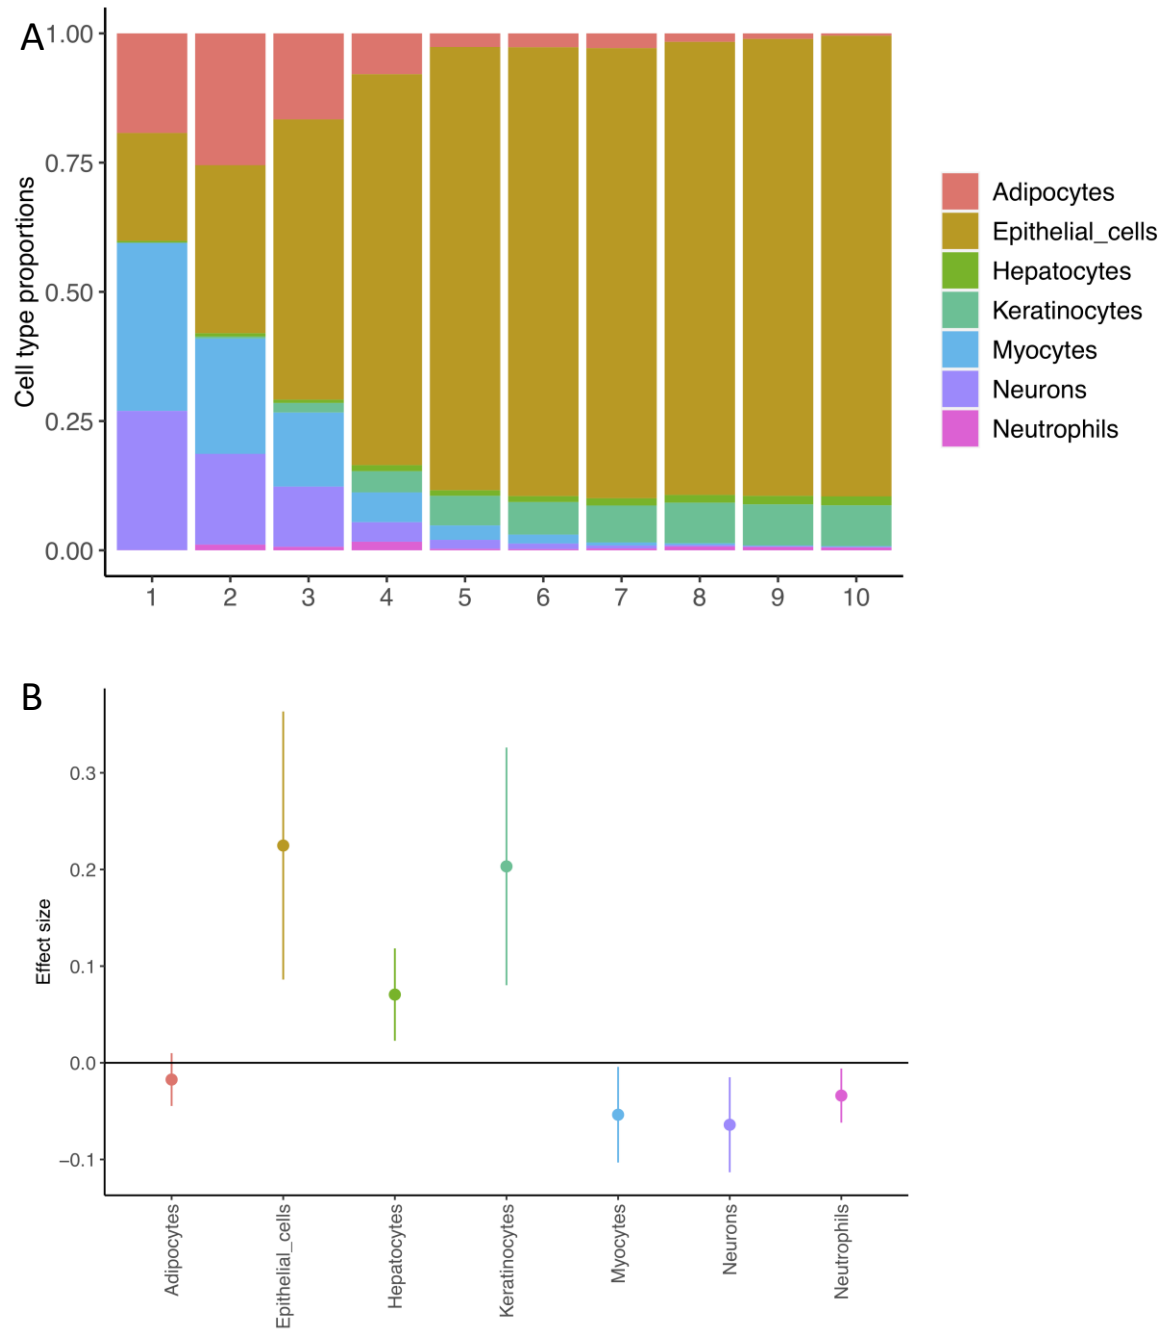 A
1.00
0.75
0.50
0.25
0.00
Cell type proportions
1 2 3 4 5 6 7 8 9 10
Adipocytes
Epithelial_cells
Hepatocytes
Keratinocytes
Myocytes
Neurons
Neutrophils
B
0.3
0.2
0.1
0.0
−0.1
Effect size
Adipocytes
Epithelial_cells
Hepatocytes
Keratinocytes
Myocytes
Neurons
Neutrophils